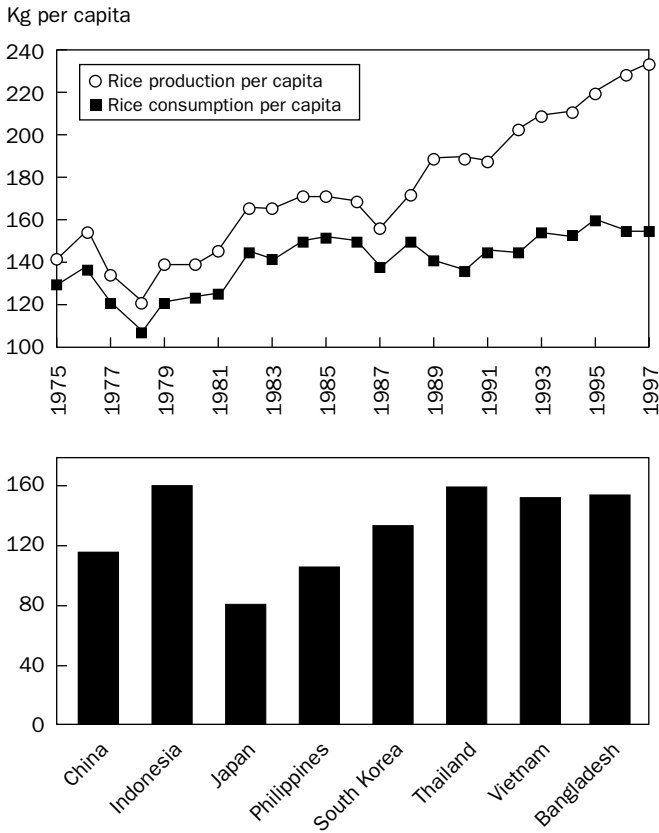 Kg per capita
240
220
200
180
160
140
120
100
Rice production per capita
Rice consumption per capita
1975
1977
1979
1981
1983
1985
1987
1989
1991
1993
1995
1997
160
120
80
40
0
China
Indonesia
Japan
Philippines
South Korea
Thailand
Vietnam
Bangladesh